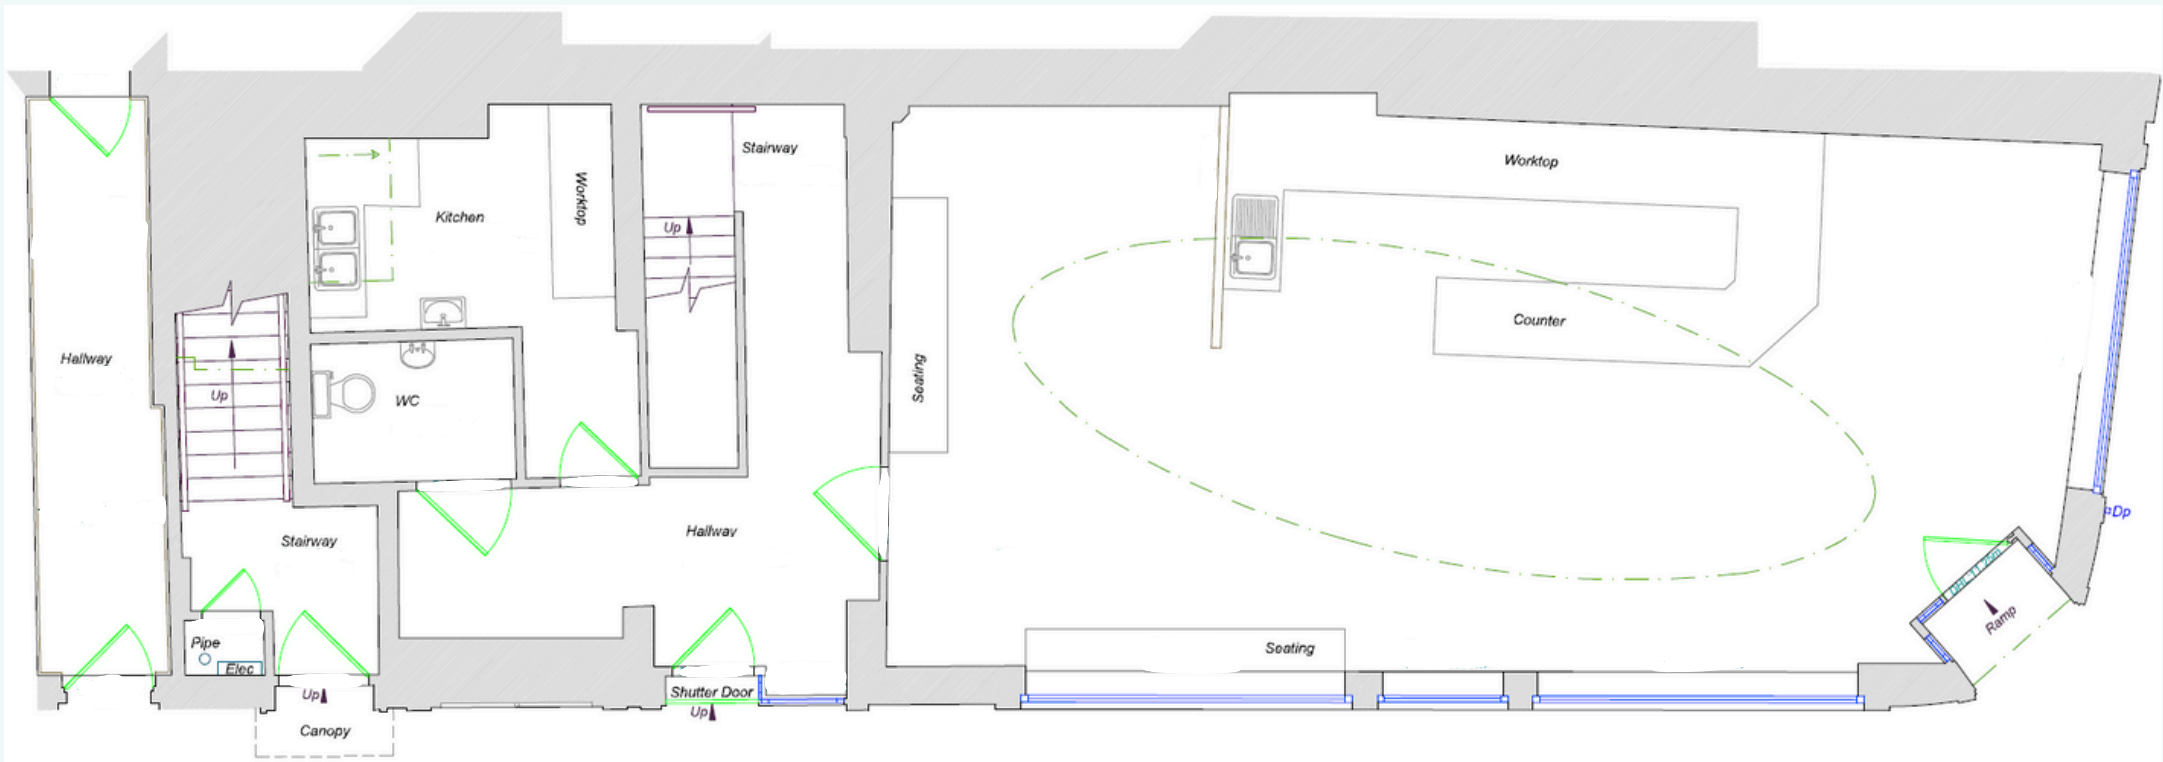 Stairway
Worktop
Worktop
Kitchen
Up
Counter
Hallway
Seating
Up
WC
Dp
Hallway
Stairway
Ramp
Pipe
Seating
Elec
Up
Shutter Door
Up
Canopy